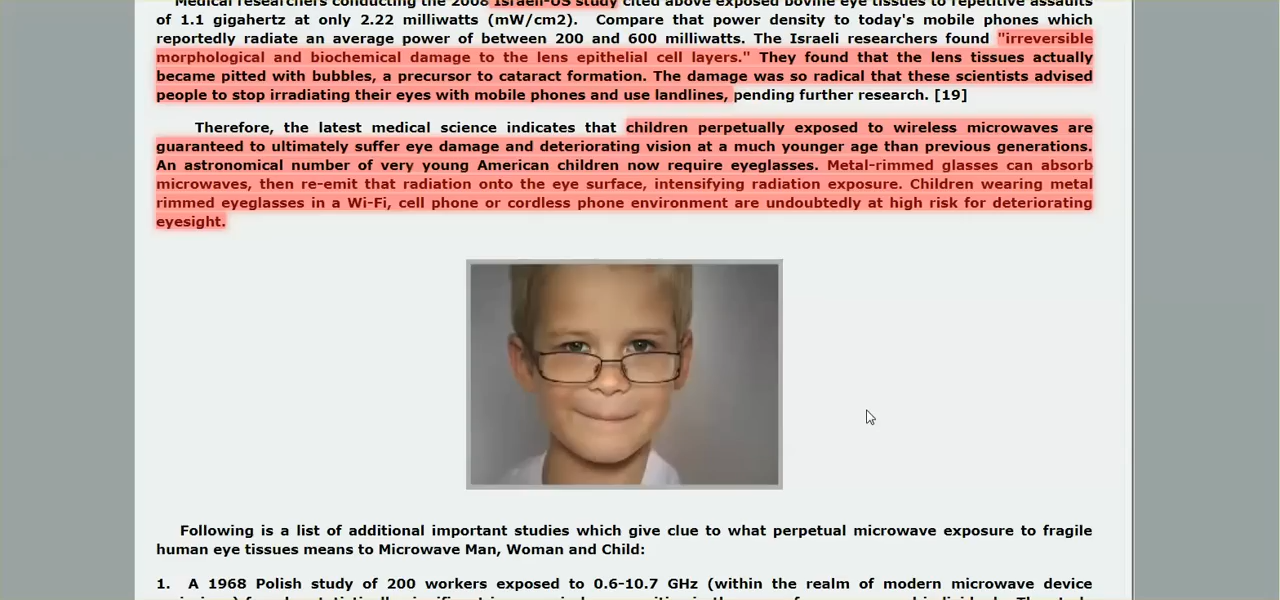 Medical researchers conducting the 2008 Israeli-US study cited above exposed bovine eye tissues to repetitive assaults
of 1.1 gigahertz at only 2.22 milliwatts (mW/cm2). Compare that power density to today's mobile phones which
reportedly radiate an average power of between 200 and 600 milliwatts. The Israeli researchers found "irreversible
morphological and biochemical damage to the lens epithelial cell layers." They found that the lens tissues actually
became pitted with bubbles, a precursor to cataract formation. The damage was so radical that these scientists advised
people to stop irradiating their eyes with mobile phones and use landlines, pending further research. [19]
Therefore, the latest medical science indicates that children perpetually exposed to wireless microwaves are
guaranteed to ultimately suffer eye damage and deteriorating vision at a much younger age than previous generations.
An astronomical number of very young American children now require eyeglasses. Metal-rimmed glasses can absorb
microwaves, then re-emit that radiation onto the eye surface, intensifying radiation exposure. Children wearing metal
rimmed eyeglasses in a Wi-Fi, cell phone or cordless phone environment are undoubtedly at high risk for deteriorating
eyesight.
Following is a list of additional important studies which give clue to what perpetual microwave exposure to fragile
human eye tissues means to Microwave Man, Woman and Child:
1. A 1968 Polish study of 200 workers exposed to 0.6-10.7 GHz (within the realm of modern microwave device